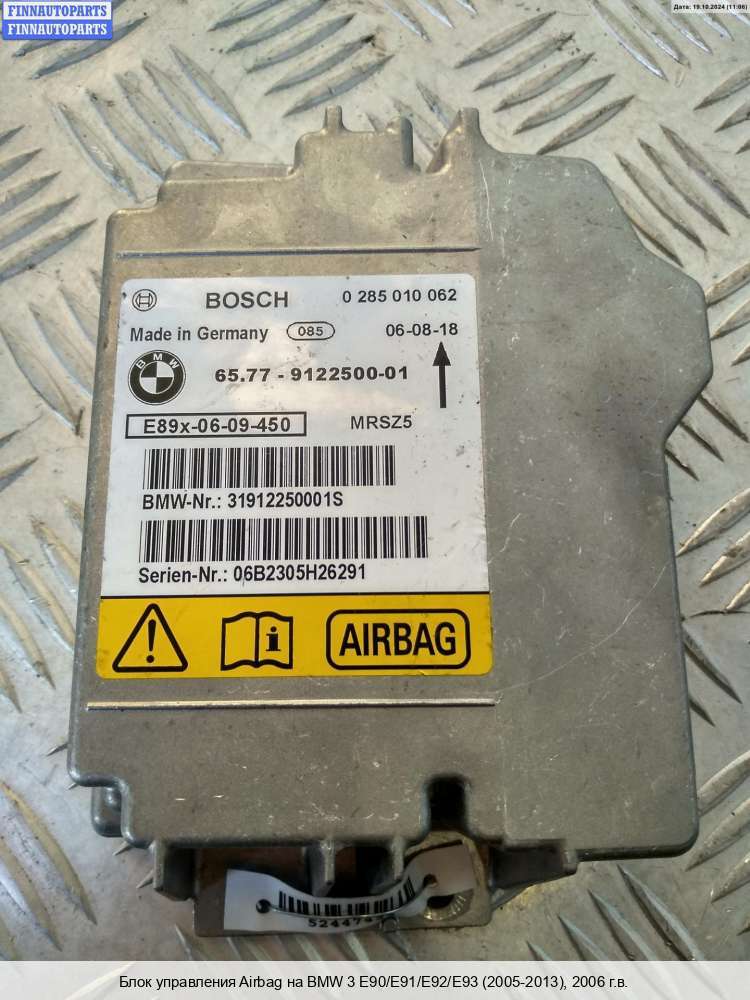 FINNAUTOPARTS
FINNAUTOPARTS
Дата: 19.10.2024 (11:06)
BOSCH 0 285 010 062
Made in Germany 085 06-08-18
BMW
65.77 - 9122500-01
E89x-06-09-450 MRSZ5
BMW-Nr.: 31912250001S
Serien-Nr.: 06B2305H26291
i AIRBAG
Блок управления Airbag на BMW 3 E90/E91/E92/E93 (2005-2013), 2006 г.в.